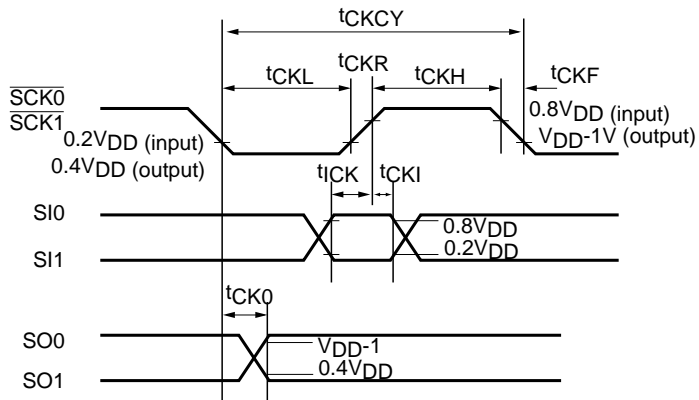 tCKCY
tCKR
tCKL
tCKH
tCKF
SCK0
SCK1
0.2VDD (input)
0.4VDD (output)
0.8VDD (input)
VDD-1V (output)
tICK
tCKI
SI0
SI1
0.8VDD
0.2VDD
tCK0
SO0
SO1
VDD-1
0.4VDD